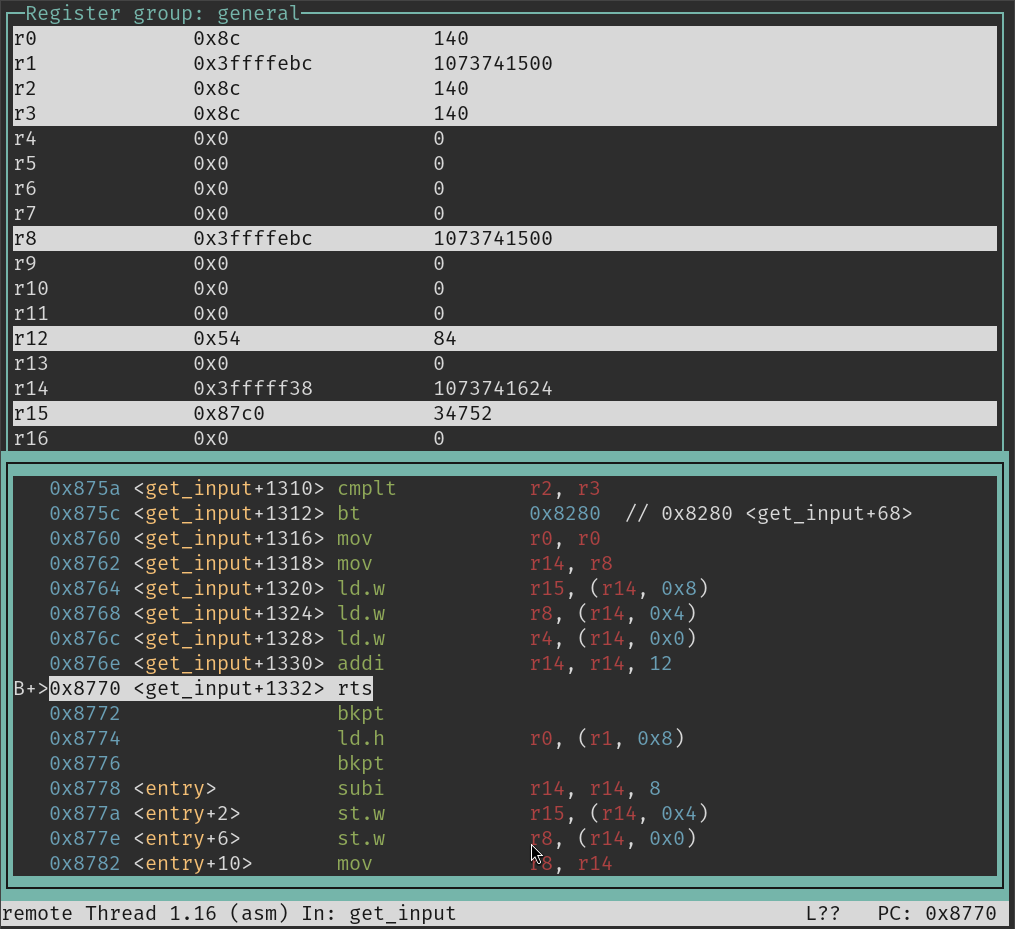 Register group: general
r0 0x8c 140
r1 0x3ffffebc 1073741500
r2 0x8c 140
r3 0x8c 140
r4 0x0 0
r5 0x0 0
r6 0x0 0
r7 0x0 0
r8 0x3ffffebc 1073741500
r9 0x0 0
r10 0x0 0
r11 0x0 0
r12 0x54 84
r13 0x0 0
r14 0x3fffff38 1073741624
r15 0x87c0 34752
r16 0x0 0
0x875a <get_input+1310> cmplt r2, r3
0x875c <get_input+1312> bt 0x8280 // 0x8280 <get_input+68>
0x8760 <get_input+1316> mov r0, r0
0x8762 <get_input+1318> mov r14, r8
0x8764 <get_input+1320> ld.w r15, (r14, 0x8)
0x8768 <get_input+1324> ld.w r8, (r14, 0x4)
0x876c <get_input+1328> ld.w r4, (r14, 0x0)
0x876e <get_input+1330> addi r14, r14, 12
B+>0x8770 <get_input+1332> rts
0x8772 bkpt
0x8774 ld.h r0, (r1, 0x8)
0x8776 bkpt
0x8778 <entry> subi r14, r14, 8
0x877a <entry+2> st.w r15, (r14, 0x4)
0x877e <entry+6> st.w r8, (r14, 0x0)
0x8782 <entry+10> mov r8, r14
remote Thread 1.16 (asm) In: get_input L?? PC: 0x8770